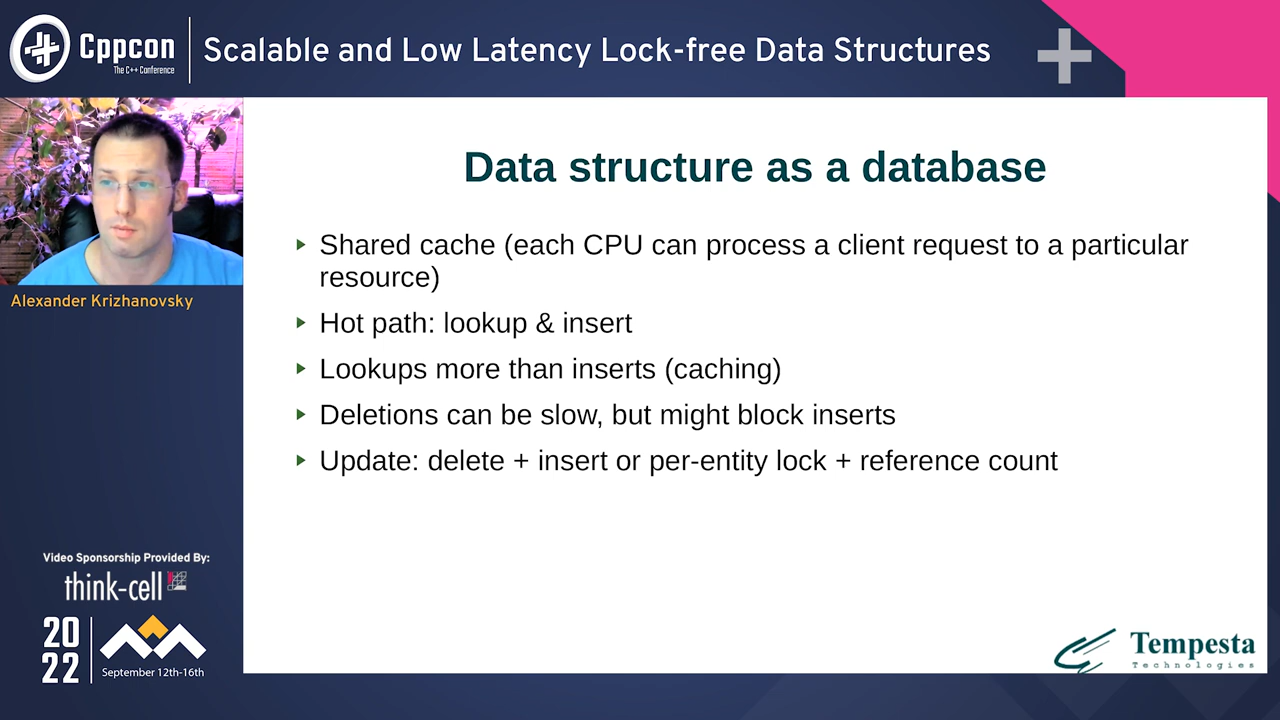 Cppcon
The C++ Conference
Scalable and Low Latency Lock-free Data Structures
Alexander Krizhanovsky
Data structure as a database
Shared cache (each CPU can process a client request to a particular
resource)
Hot path: lookup & insert
Lookups more than inserts (caching)
Deletions can be slow, but might block inserts
Update: delete + insert or per-entity lock + reference count
Video Sponsorship Provided By:
think-cell
20
22
September 12th-16th
Tempesta
Technologies